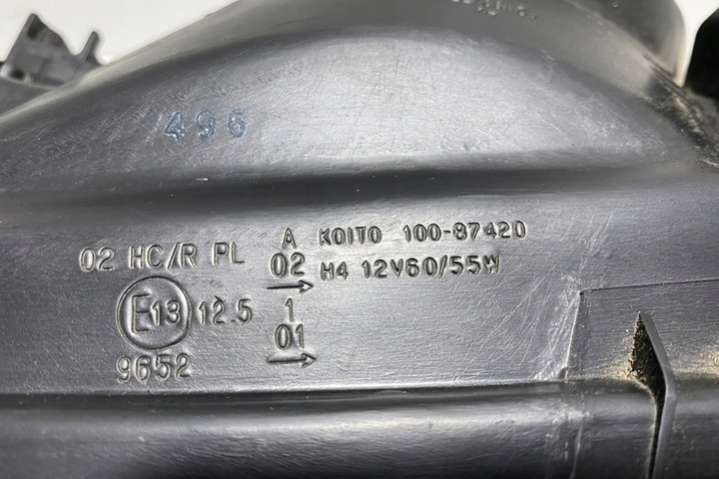 496
02 HC/R PL A KOITO 100-87420
02 H4 12V60/55W
E13 12.5 1
01
9652